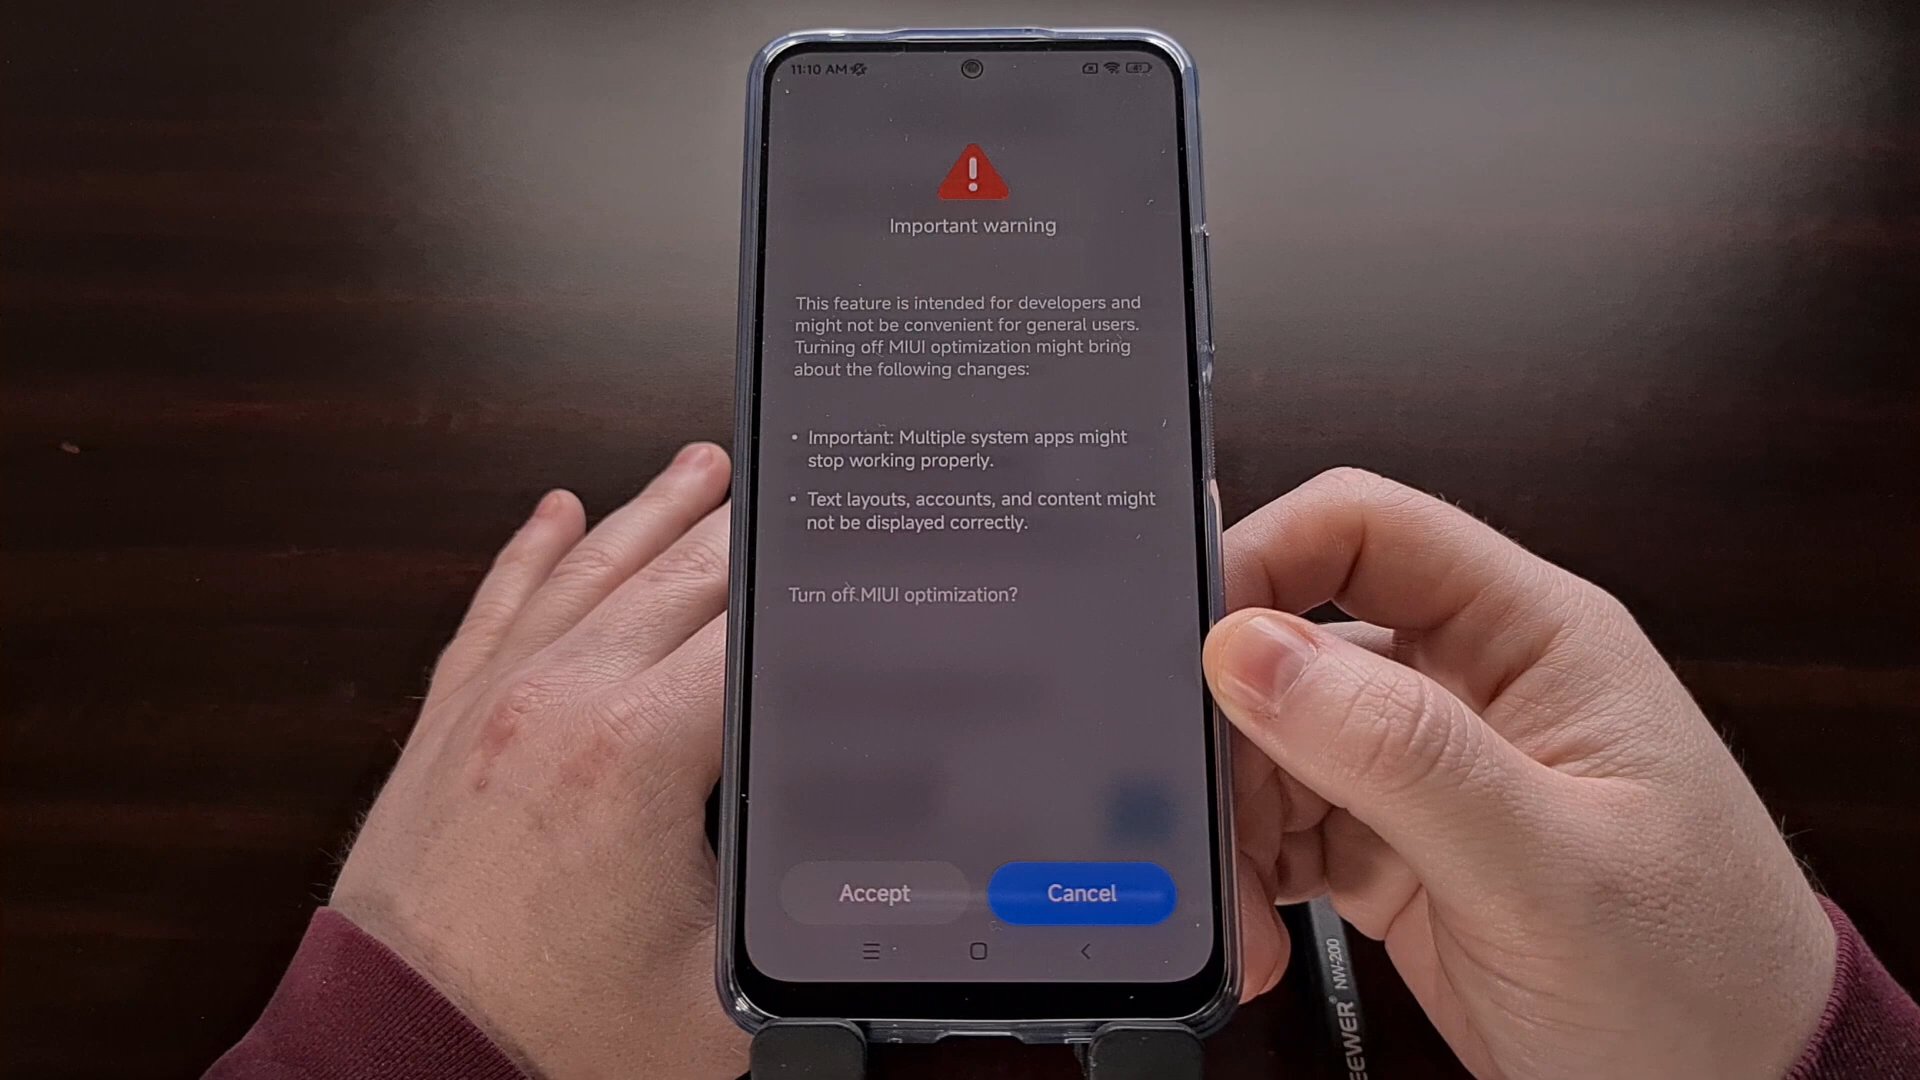 11:10 AM
Important warning
This feature is intended for developers and
might not be convenient for general users.
Turning off MIUI optimization might bring
about the following changes:
• Important: Multiple system apps might
stop working properly.
• Text layouts, accounts, and content might
not be displayed correctly.
Turn off MIUI optimization?
Accept
Cancel
EEWER® NW-200